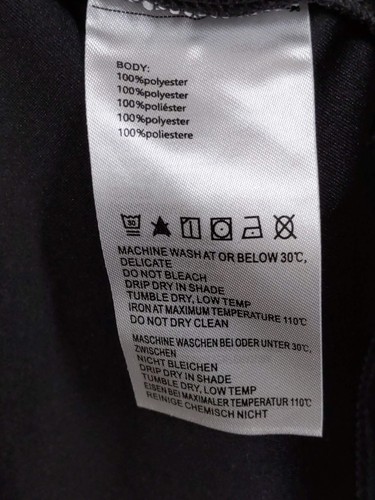 BODY:
100%polyester
100%polyester
100%poliéster
100%polyester
100%poliestere
30
MACHINE WASH AT OR BELOW 30℃,
DELICATE
DO NOT BLEACH
DRIP DRY IN SHADE
TUMBLE DRY, LOW TEMP
IRON AT MAXIMUM TEMPERATURE 110℃
DO NOT DRY CLEAN
MASCHINE WASCHEN BEI ODER UNTER 30℃,
ZWISCHEN
NICHT BLEICHEN
DRIP DRY IN SHADE
TUMBLE DRY, LOW TEMP
EISEN BEI MAXIMALER TEMPERATUR 110℃
REINIGE CHEMISCH NICHT